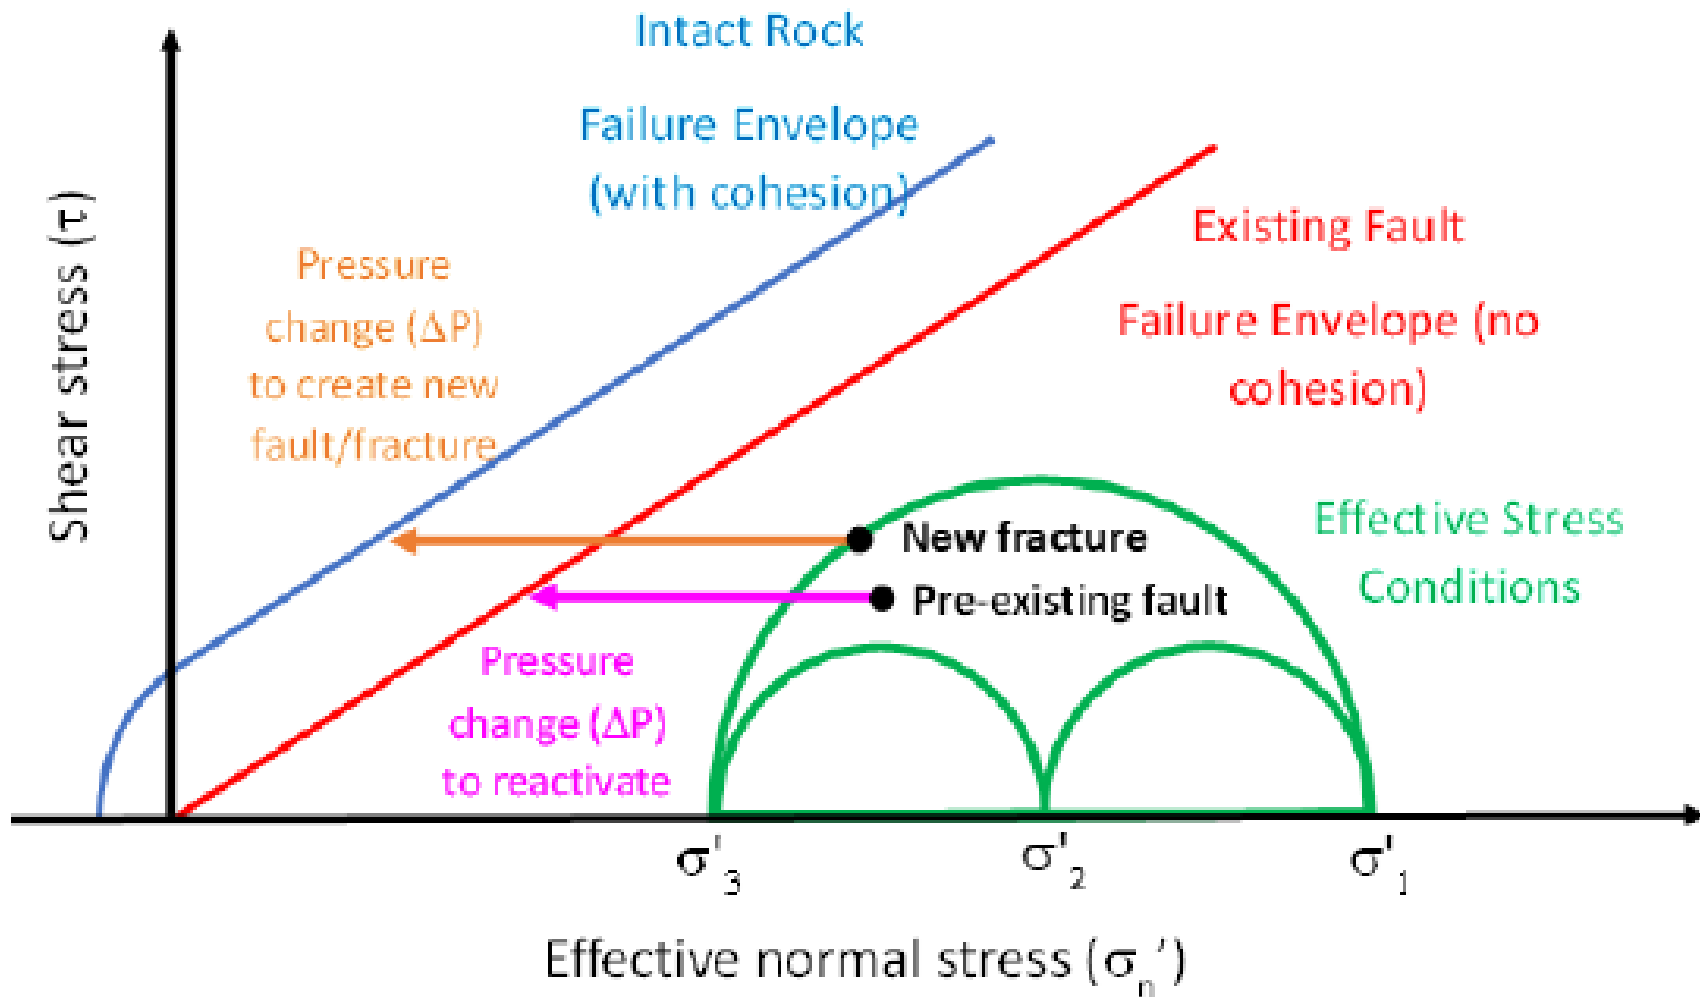 Intact Rock
Failure Envelope
(with cohesion)
Shear stress (τ)
Pressure
change (ΔP)
to create new
fault/fracture
Existing Fault
Failure Envelope (no
cohesion)
Effective Stress
Conditions
New fracture
Pre-existing fault
Pressure
change (ΔP)
to reactivate
σ'3
σ'2
σ'1
Effective normal stress (σn′)